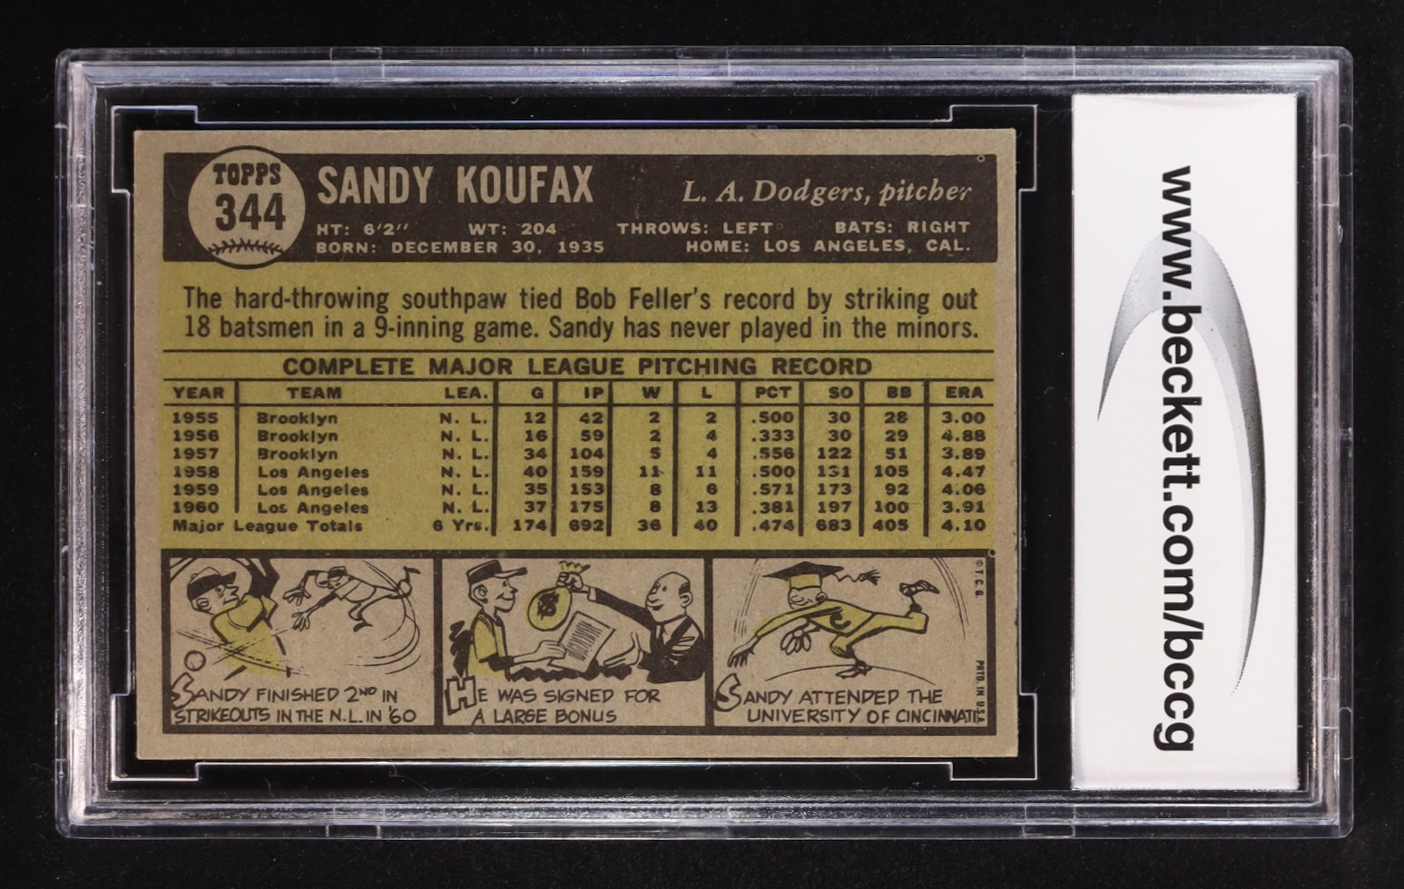 TOPPS
344
SANDY KOUFAX
L. A. Dodgers, pitcher
HT: 6'2" WT: 204 THROWS: LEFT BATS: RIGHT
BORN: DECEMBER 30, 1935 HOME: LOS ANGELES, CAL.
The hard-throwing southpaw tied Bob Feller's record by striking out
18 batsmen in a 9-inning game. Sandy has never played in the minors.
COMPLETE MAJOR LEAGUE PITCHING RECORD
YEAR TEAM LEA. G IP W L PCT SO BB ERA
1955 Brooklyn N. L. 12 42 2 2 .500 30 28 3.00
1956 Brooklyn N. L. 16 59 2 4 .333 30 29 4.88
1957 Brooklyn N. L. 34 104 5 4 .556 122 51 3.89
1958 Los Angeles N. L. 40 159 11 11 .500 131 105 4.47
1959 Los Angeles N. L. 35 153 8 6 .571 173 92 4.06
1960 Los Angeles N. L. 37 175 8 13 .381 197 100 3.91
Major League Totals 6 Yrs. 174 692 36 40 .474 683 405 4.10
SANDY FINISHED 2ND IN
STRIKEOUTS IN THE N.L. IN '60
$
HE WAS SIGNED FOR
A LARGE BONUS
SANDY ATTENDED THE
UNIVERSITY OF CINCINNATI
© T. C. G.
PRTD. IN U.S.A.
www.beckett.com/bccg